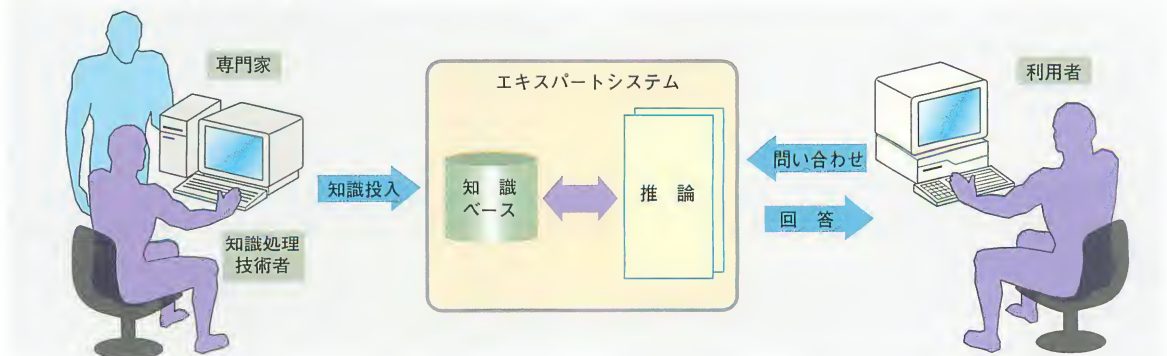 専門家
知識処理
技術者
知識投入
エキスパートシステム
知 識
ベース
推 論
問い合わせ
回 答
利用者